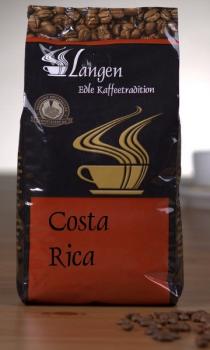 Langen
Edle Kaffeetradition
Costa
Rica